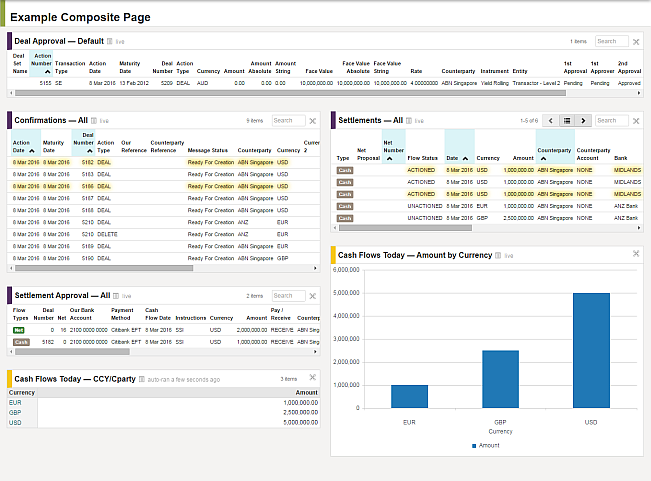 Example Composite Page
Deal Approval — Default live 1 items Search
Deal Set Name Action Number Transaction Type Action Date Maturity Date Deal Number Action Type Currency Amount Amount Absolute Amount String Face Value Face Value Absolute Face Value String Rate Counterparty Instrument Entity 1st Approval 1st Approver 2nd Approval
5155 SE 8 Mar 2016 13 Feb 2012 5209 DEAL AUD 0.00 0.00 0.00 10,000,000.00 10,000,000.00 10,000,000.00 4.00000000 Counterparty Yield Rolling Transactor - Level 2 Pending Pending Approved
Confirmations — All live 9 items Search
Action Date Maturity Date Deal Number Action Type Our Reference Counterparty Reference Message Status Counterparty Currency Currer 2
8 Mar 2016 8 Mar 2016 5182 DEAL Ready For Creation ABN Singapore USD
8 Mar 2016 8 Mar 2016 5183 DEAL Ready For Creation ABN Singapore USD
8 Mar 2016 8 Mar 2016 5186 DEAL Ready For Creation ABN Singapore USD
8 Mar 2016 8 Mar 2016 5187 DEAL Ready For Creation ABN Singapore USD
8 Mar 2016 8 Mar 2016 5188 DEAL Ready For Creation ABN Singapore USD
8 Mar 2016 8 Mar 2016 5210 DEAL Ready For Creation ANZ EUR
8 Mar 2016 8 Mar 2016 5210 DELETE Ready For Creation ANZ EUR
8 Mar 2016 8 Mar 2016 5189 DEAL Ready For Creation ABN Singapore EUR
8 Mar 2016 8 Mar 2016 5190 DEAL Ready For Creation ABN Singapore GBP
Settlement Approval — All live 2 items Search
Flow Types Deal Number Net Our Bank Account Payment Method Cash Flow Date Instructions Currency Amount Pay / Receive Counterp
Net 0 16 2100 0000 0000 Citibank EFT 8 Mar 2016 SSI USD 2,000,000.00 RECEIVE ABN Sing
Cash 5182 0 2100 0000 0000 Citibank EFT 8 Mar 2016 SSI USD 1,000,000.00 RECEIVE ABN Sing
Cash Flows Today — CCY/Cparty auto-ran a few seconds ago 3 items
Currency Amount
EUR 1,000,000.00
GBP 2,500,000.00
USD 5,000,000.00
Settlements — All live 1-5 of 6 Search
Type Net Proposal Net Number Flow Status Date Currency Amount Counterparty Counterparty Account Bank
Cash ACTIONED 8 Mar 2016 USD 1,000,000.00 ABN Singapore NONE MIDLANDS
Cash ACTIONED 8 Mar 2016 USD 1,000,000.00 ABN Singapore NONE MIDLANDS
Cash ACTIONED 8 Mar 2016 USD 1,000,000.00 ABN Singapore NONE MIDLANDS
Cash UNACTIONED 8 Mar 2016 EUR 1,000,000.00 ABN Singapore NONE ANZ Bank
Cash UNACTIONED 8 Mar 2016 GBP 2,500,000.00 ABN Singapore NONE ANZ Bank
Cash Flows Today — Amount by Currency live
6,000,000
5,000,000
4,000,000
3,000,000
2,000,000
1,000,000
0
EUR GBP USD
Currency
Amount